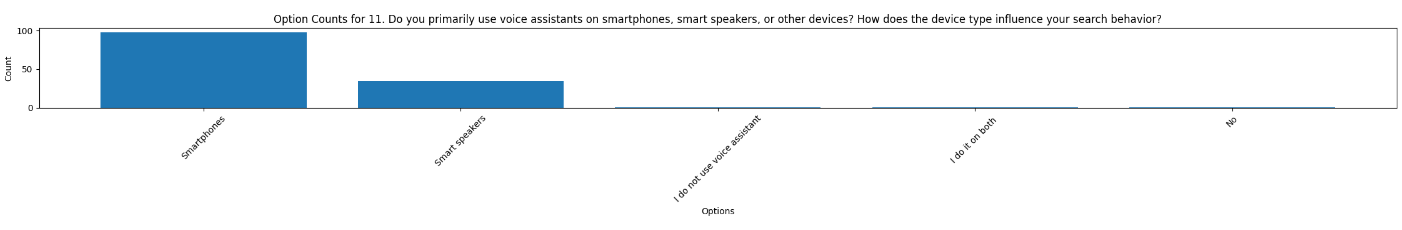 Option Counts for 11. Do you primarily use voice assistants on smartphones, smart speakers, or other devices? How does the device type influence your search behavior?
100
50
0
Count
Smartphones
Smart speakers
I do not use voice assistant
I do it on both
No
Options